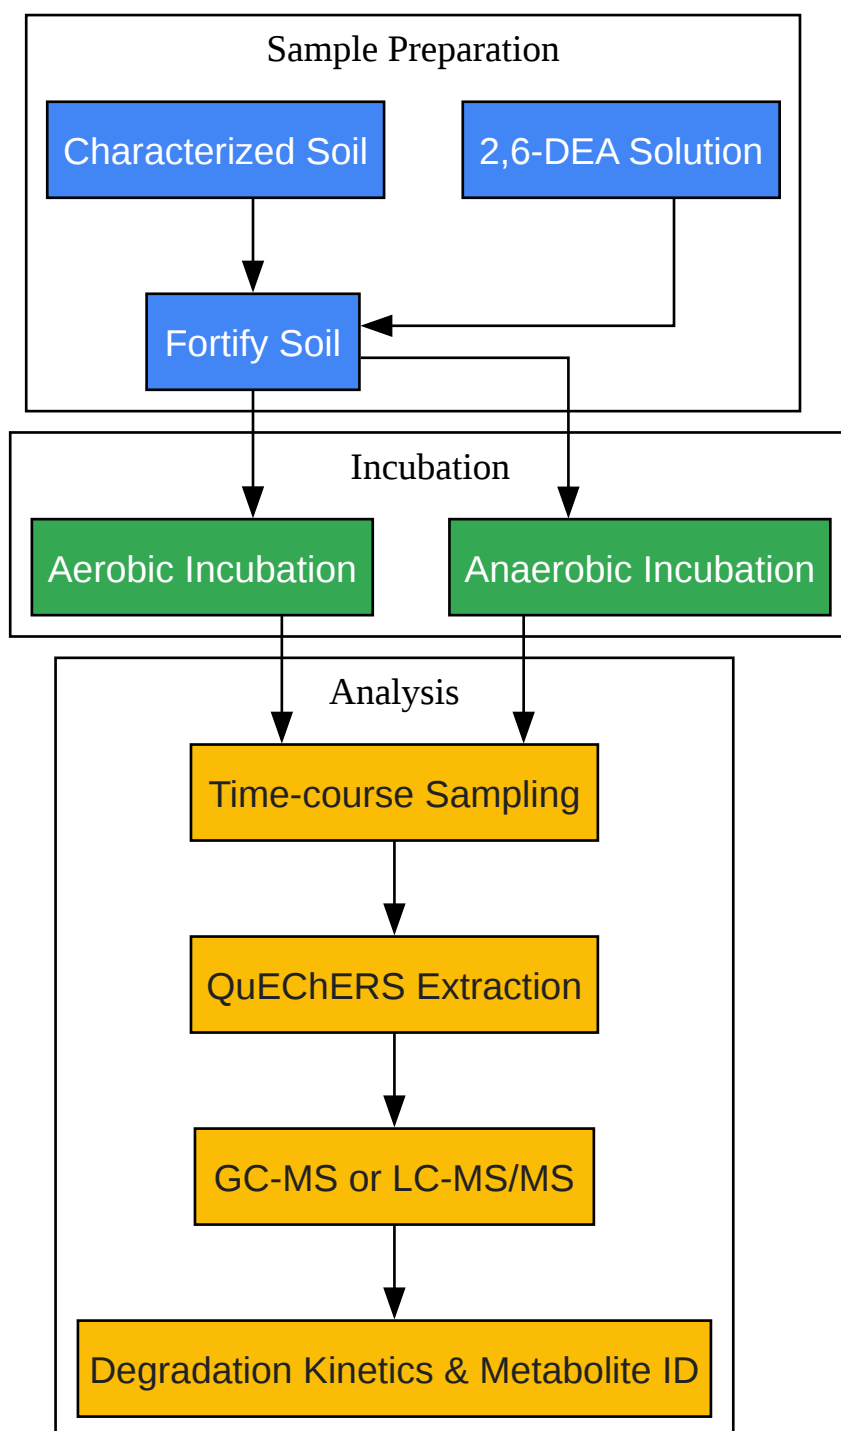 Sample Preparation
Characterized Soil
2,6-DEA Solution
Fortify Soil
Incubation
Aerobic Incubation
Anaerobic Incubation
Analysis
Time-course Sampling
QuEChERS Extraction
GC-MS or LC-MS/MS
Degradation Kinetics & Metabolite ID